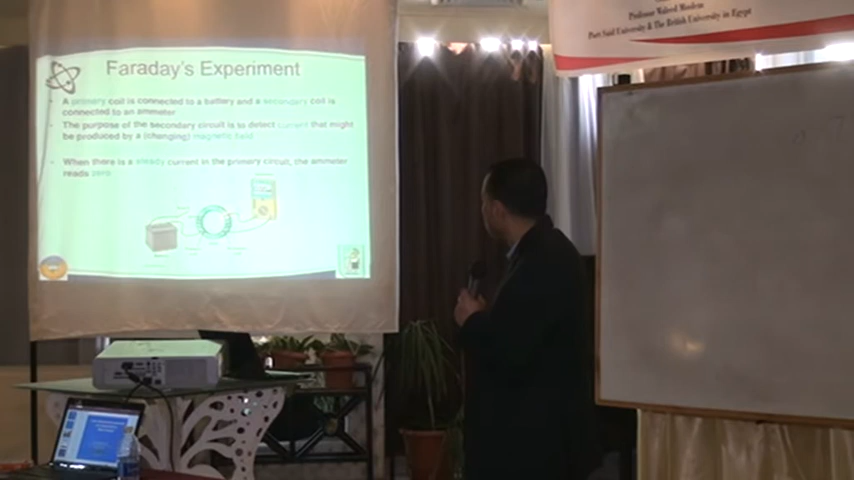 Faraday's Experiment
A primary coil is connected to a battery and a secondary coil is
connected to an ammeter
The purpose of the secondary circuit is to detect current that might
be produced by a (changing) magnetic field
When there is a steady current in the primary circuit, the ammeter
reads zero
Professor Waleed Moslem
Port Said University & The British University in Egypt